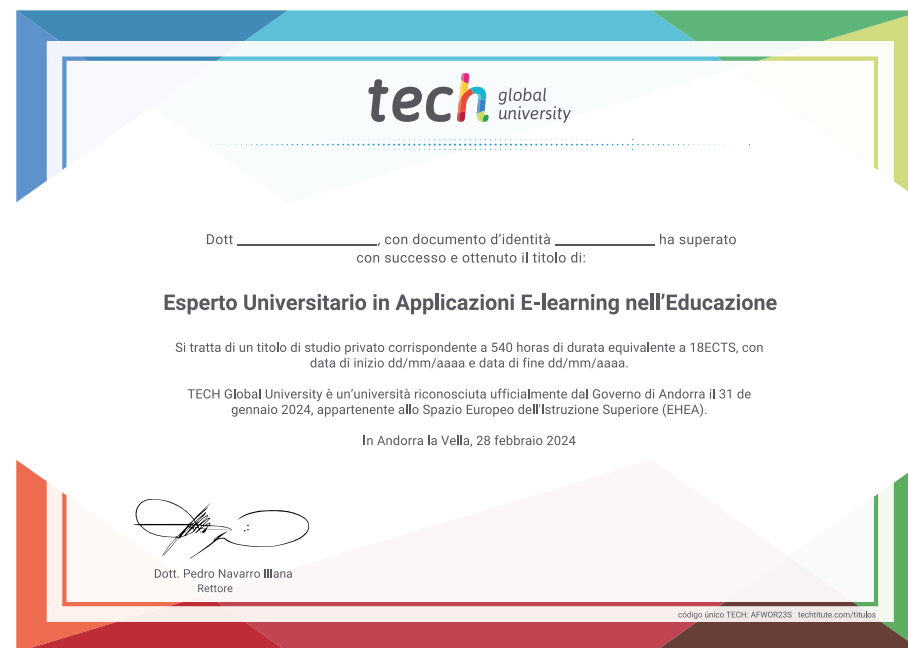 tech global
university
Dott ____________, con documento d'identità ____________ ha superato
con successo e ottenuto il titolo di:
Esperto Universitario in Applicazioni E-learning nell'Educazione
Si tratta di un titolo di studio privato corrispondente a 540 horas di durata equivalente a 18ECTS, con
data di inizio dd/mm/aaaa e data di fine dd/mm/aaaa.
TECH Global University è un'università riconosciuta ufficialmente dal Governo di Andorra il 31 de
gennaio 2024, appartenente allo Spazio Europeo dell'Istruzione Superiore (EHEA).
In Andorra la Vella, 28 febbraio 2024
Dott. Pedro Navarro Illana
Rettore
código único TECH: AFWOR23S techtitute.com/titulos